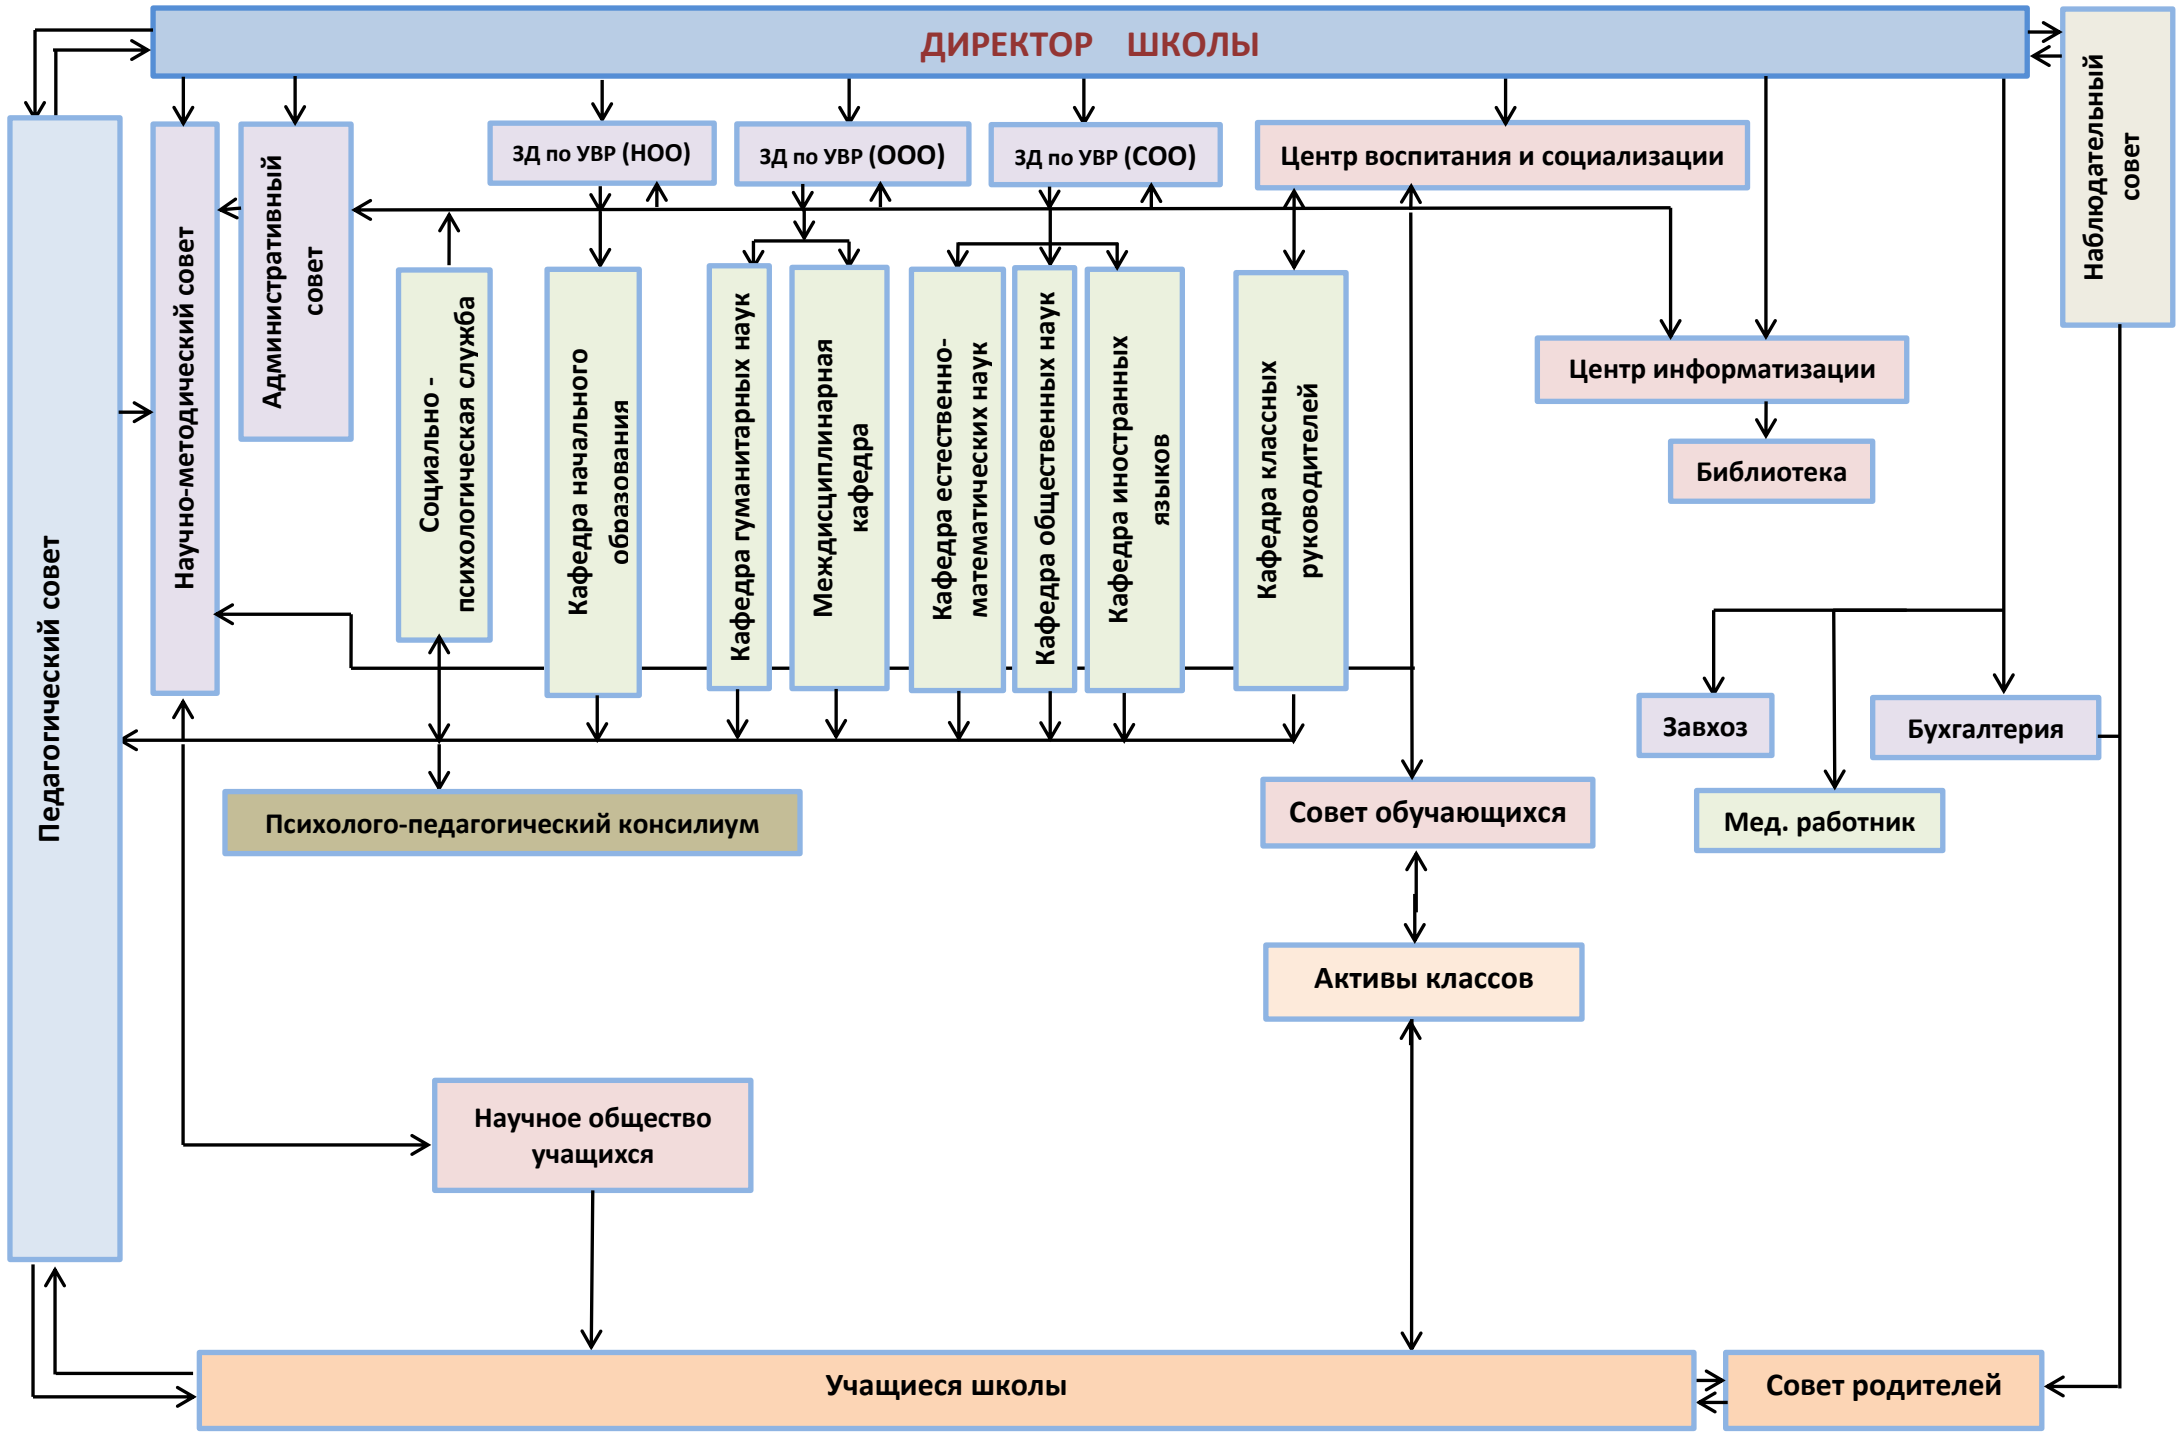 ДИРЕКТОР ШКОЛЫ
Наблюдательный
совет
ЗД по УВР (НОО)
ЗД по УВР (ООО)
ЗД по УВР (СОО)
Центр воспитания и социализации
Педагогический совет
Научно-методический совет
Административный
совет
Социально -
психологическая служба
Кафедра начального
образования
Кафедра гуманитарных наук
Междисциплинарная
кафедра
Кафедра естественно-
математических наук
Кафедра общественных наук
Кафедра иностранных
языков
Кафедра классных
руководителей
Центр информатизации
Библиотека
Завхоз
Бухгалтерия
Мед. работник
Психолого-педагогический консилиум
Совет обучающихся
Активы классов
Научное общество
учащихся
Учащиеся школы
Совет родителей